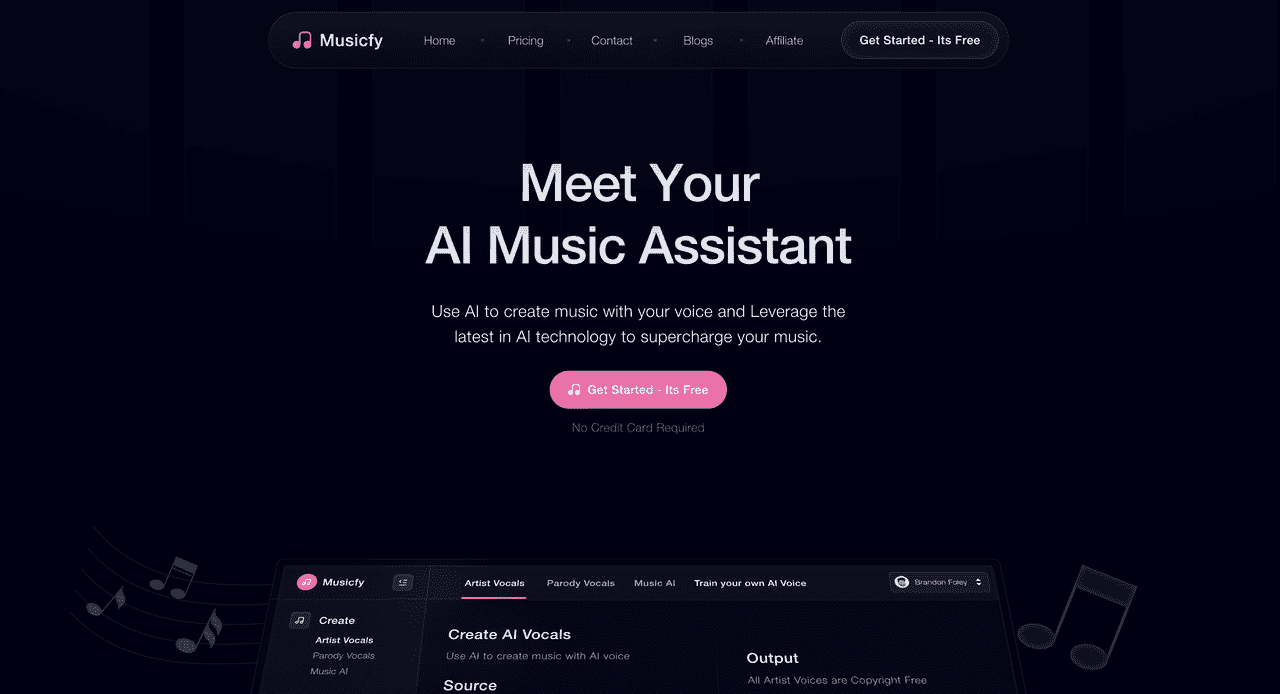 Musicfy
Home
Pricing
Contact
Blogs
Affiliate
Get Started - Its Free
Meet Your
AI Music Assistant
Use AI to create music with your voice and Leverage the
latest in AI technology to supercharge your music.
Get Started - Its Free
No Credit Card Required
Musicfy
Artist Vocals
Parody Vocals
Music AI
Train your own AI Voice
Brandon Foley
Create
Artist Vocals
Parody Vocals
Music AI
Create AI Vocals
Use AI to create music with AI voice
Source
Output
All Artist Voices are Copyright Free